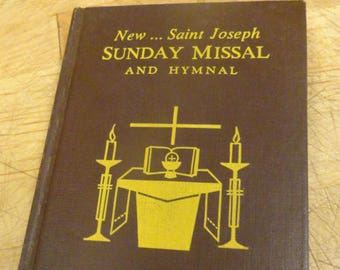 New ... Saint Joseph
SUNDAY MISSAL
AND HYMNAL